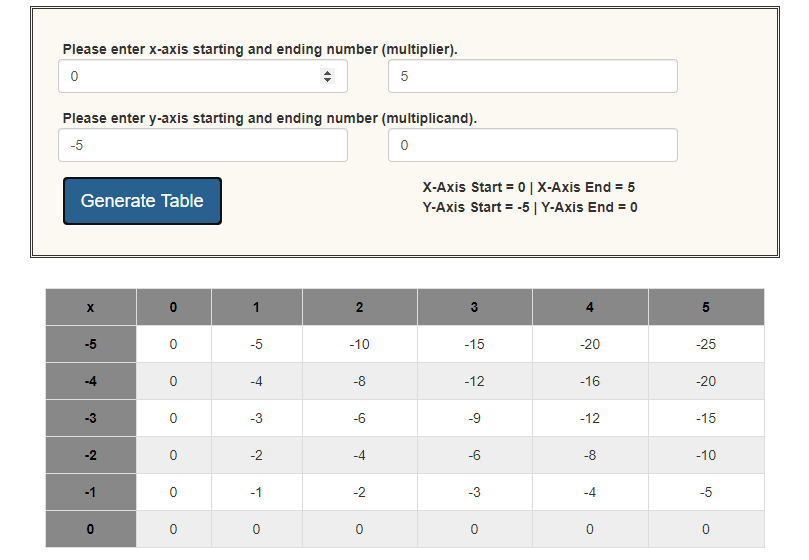 Please enter x-axis starting and ending number (multiplier).
0 5
Please enter y-axis starting and ending number (multiplicand).
-5 0
Generate Table
X-Axis Start = 0 | X-Axis End = 5
Y-Axis Start = -5 | Y-Axis End = 0
x 0 1 2 3 4 5
-5 0 -5 -10 -15 -20 -25
-4 0 -4 -8 -12 -16 -20
-3 0 -3 -6 -9 -12 -15
-2 0 -2 -4 -6 -8 -10
-1 0 -1 -2 -3 -4 -5
0 0 0 0 0 0 0